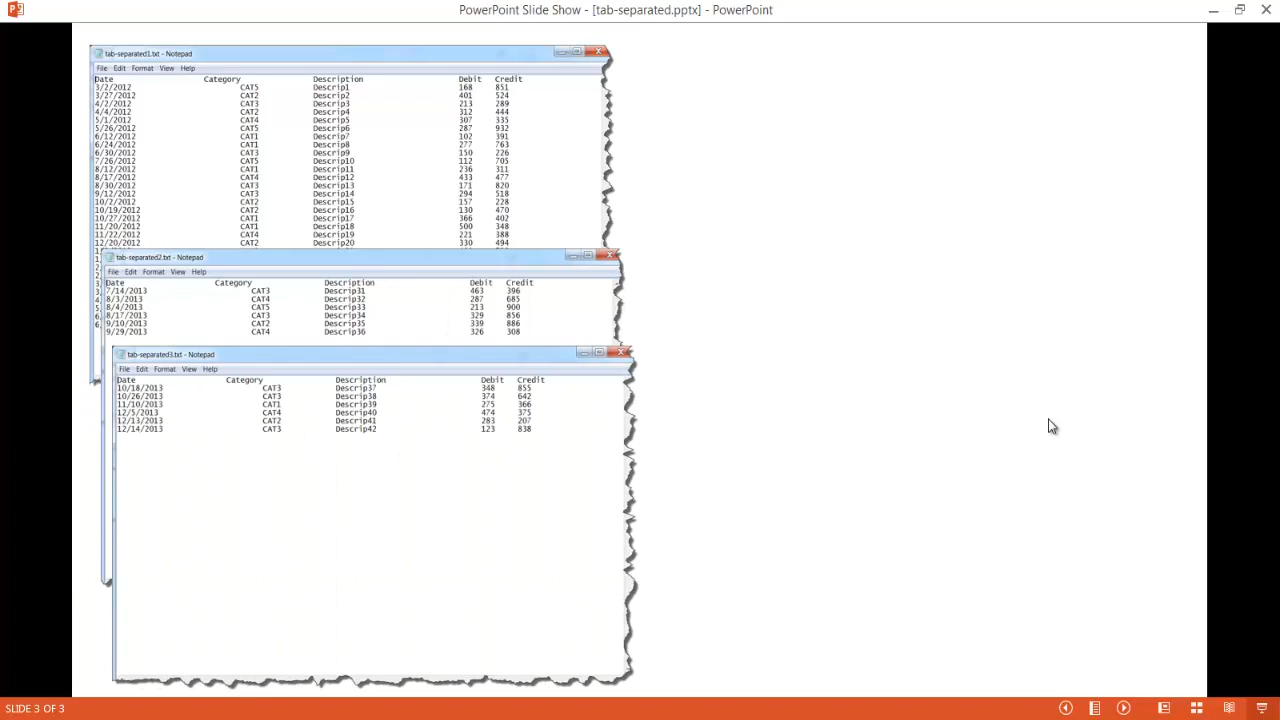 PowerPoint Slide Show - [tab-separated.pptx] - PowerPoint
tab-separated1.txt - Notepad
File Edit Format View Help
Date Category Description Debit Credit
3/2/2012 CAT5 Descrip1 168 851
3/27/2012 CAT2 Descrip2 401 524
4/2/2012 CAT3 Descrip3 213 289
4/4/2012 CAT2 Descrip4 312 444
5/1/2012 CAT4 Descrip5 307 335
5/26/2012 CAT5 Descrip6 287 932
6/12/2012 CAT1 Descrip7 102 391
6/24/2012 CAT1 Descrip8 277 763
6/30/2012 CAT3 Descrip9 150 226
7/26/2012 CAT5 Descrip10 112 705
8/12/2012 CAT1 Descrip11 236 311
8/17/2012 CAT4 Descrip12 433 477
8/30/2012 CAT3 Descrip13 171 820
9/12/2012 CAT3 Descrip14 294 518
10/2/2012 CAT2 Descrip15 157 228
10/19/2012 CAT2 Descrip16 130 470
10/27/2012 CAT1 Descrip17 366 402
11/20/2012 CAT1 Descrip18 500 348
11/22/2012 CAT4 Descrip19 221 388
12/20/2012 CAT2 Descrip20 330 494
tab-separated2.txt - Notepad
File Edit Format View Help
Date Category Description Debit Credit
7/14/2013 CAT3 Descrip31 463 396
8/3/2013 CAT4 Descrip32 287 685
8/4/2013 CAT5 Descrip33 213 900
8/17/2013 CAT3 Descrip34 329 856
9/10/2013 CAT2 Descrip35 339 886
9/29/2013 CAT4 Descrip36 326 308
tab-separated3.txt - Notepad
File Edit Format View Help
Date Category Description Debit Credit
10/18/2013 CAT3 Descrip37 348 855
10/26/2013 CAT3 Descrip38 374 642
11/10/2013 CAT1 Descrip39 275 366
12/5/2013 CAT4 Descrip40 474 375
12/13/2013 CAT2 Descrip41 283 207
12/14/2013 CAT3 Descrip42 123 838
SLIDE 3 OF 3